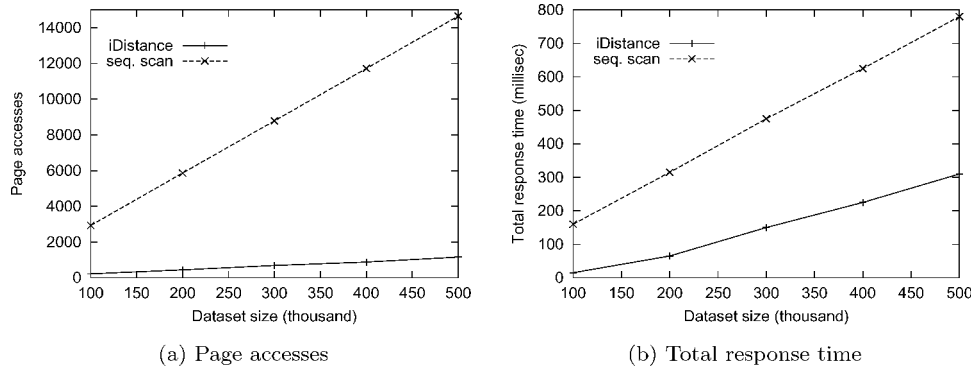 14000
12000
10000
8000
6000
4000
2000
0
Page accesses
iDistance
seq. scan
100 150 200 250 300 350 400 450 500
Dataset size (thousand)
(a) Page accesses
800
700
600
500
400
300
200
100
0
Total response time (millisec)
iDistance
seq. scan
100 150 200 250 300 350 400 450 500
Dataset size (thousand)
(b) Total response time